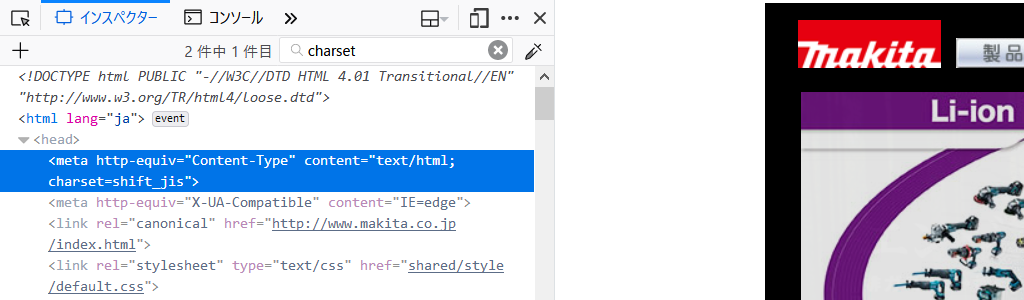 インスペクター コンソール
2 件中 1 件目 charset
<!DOCTYPE html PUBLIC "-//W3C//DTD HTML 4.01 Transitional//EN"
"http://www.w3.org/TR/html4/loose.dtd">
<html lang="ja"> event
<head>
<meta http-equiv="Content-Type" content="text/html;
charset=shift_jis">
<meta http-equiv="X-UA-Compatible" content="IE=edge">
<link rel="canonical" href="http://www.makita.co.jp
/index.html">
<link rel="stylesheet" type="text/css" href="shared/style
/default.css">
makita
製品
Li-ion